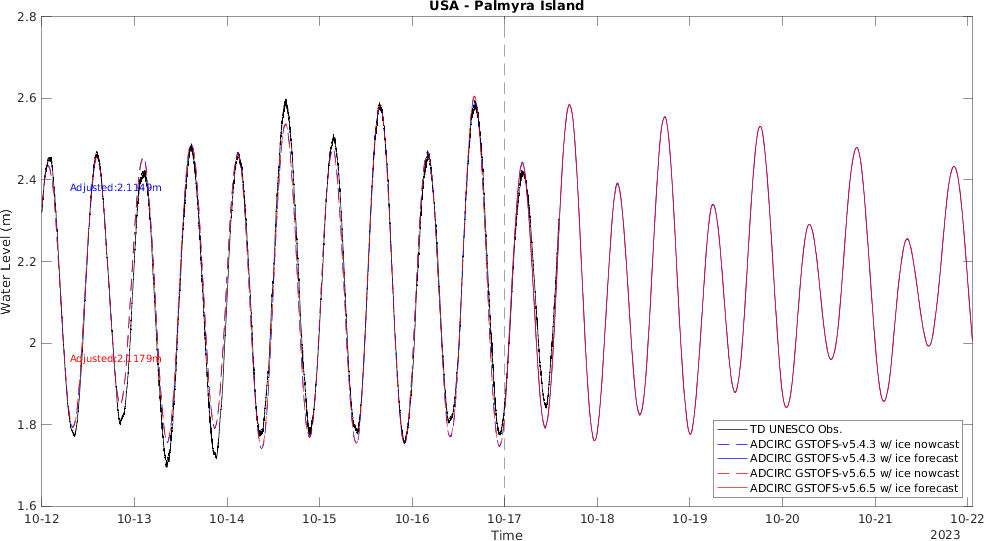 USA - Palmyra Island
2.8
2.6
2.4
2.2
2
1.8
1.6
Water Level (m)
Adjusted:2.1149m
Adjusted:2.1179m
TD UNESCO Obs.
ADCIRC GSTOFS-v5.4.3 w/ ice nowcast
ADCIRC GSTOFS-v5.4.3 w/ ice forecast
ADCIRC GSTOFS-v5.6.5 w/ ice nowcast
ADCIRC GSTOFS-v5.6.5 w/ ice forecast
10-12 10-13 10-14 10-15 10-16 10-17 10-18 10-19 10-20 10-21 10-22
Time
2023